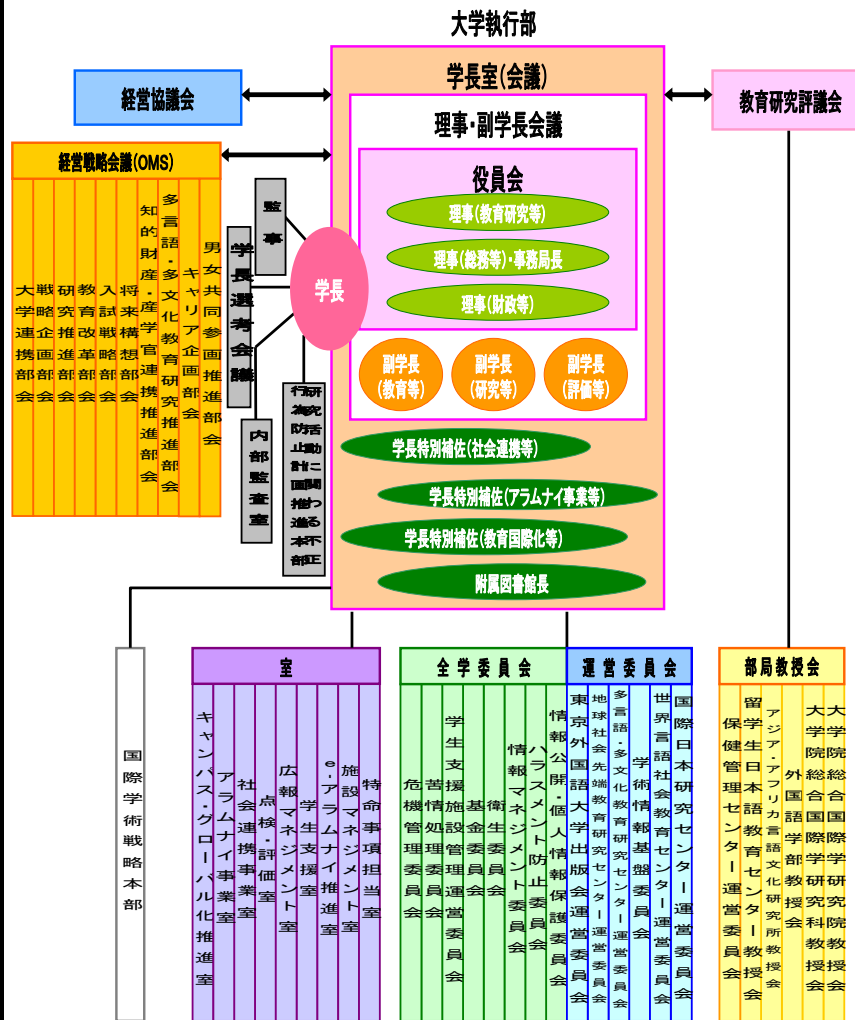 大学執行部
学長室(会議)
経営協議会
教育研究評議会
理事・副学長会議
経営戦略会議(OMS)
役員会
理事(教育研究等)
理事(総務等)・事務局長
理事(財政等)
学長
副学長
(教育等)
副学長
(研究等)
副学長
(評価等)
学長特別補佐(社会連携等)
学長特別補佐(アラムナイ事業等)
学長特別補佐(教育国際化等)
附属図書館長
監事
学長選考会議
内部監査室
研究活動に関わる不正
行為防止計画推進本部
大学連携部会
戦略企画部会
研究推進部会
教育改革部会
入試戦略部会
将来構想部会
知的財産・産学官連携推進部会
多言語・多文化教育研究推進部会
キャリア企画部会
男女共同参画推進部会
国際学術戦略本部
室
キャンパス・グローバル化推進室
アラムナイ事業室
社会連携事業室
点検・評価室
広報マネジメント室
学生支援室
e-アラムナイ推進室
施設マネジメント室
特命事項担当室
全学委員会
危機管理委員会
苦情処理委員会
学生支援施設管理運営委員会
基金委員会
衛生委員会
情報マネジメント委員会
ハラスメント防止委員会
情報公開・個人情報保護委員会
運営委員会
東京外国語大学出版会運営委員会
地球社会先端教育研究センター運営委員会
多言語・多文化教育研究センター運営委員会
学術情報基盤委員会
世界言語社会教育センター運営委員会
国際日本研究センター運営委員会
部局教授会
保健管理センター運営委員会
留学生日本語教育センター教授会
アジア・アフリカ言語文化研究所教授会
外国語学部教授会
大学院総合国際学研究科教授会
大学院総合国際学研究院教授会